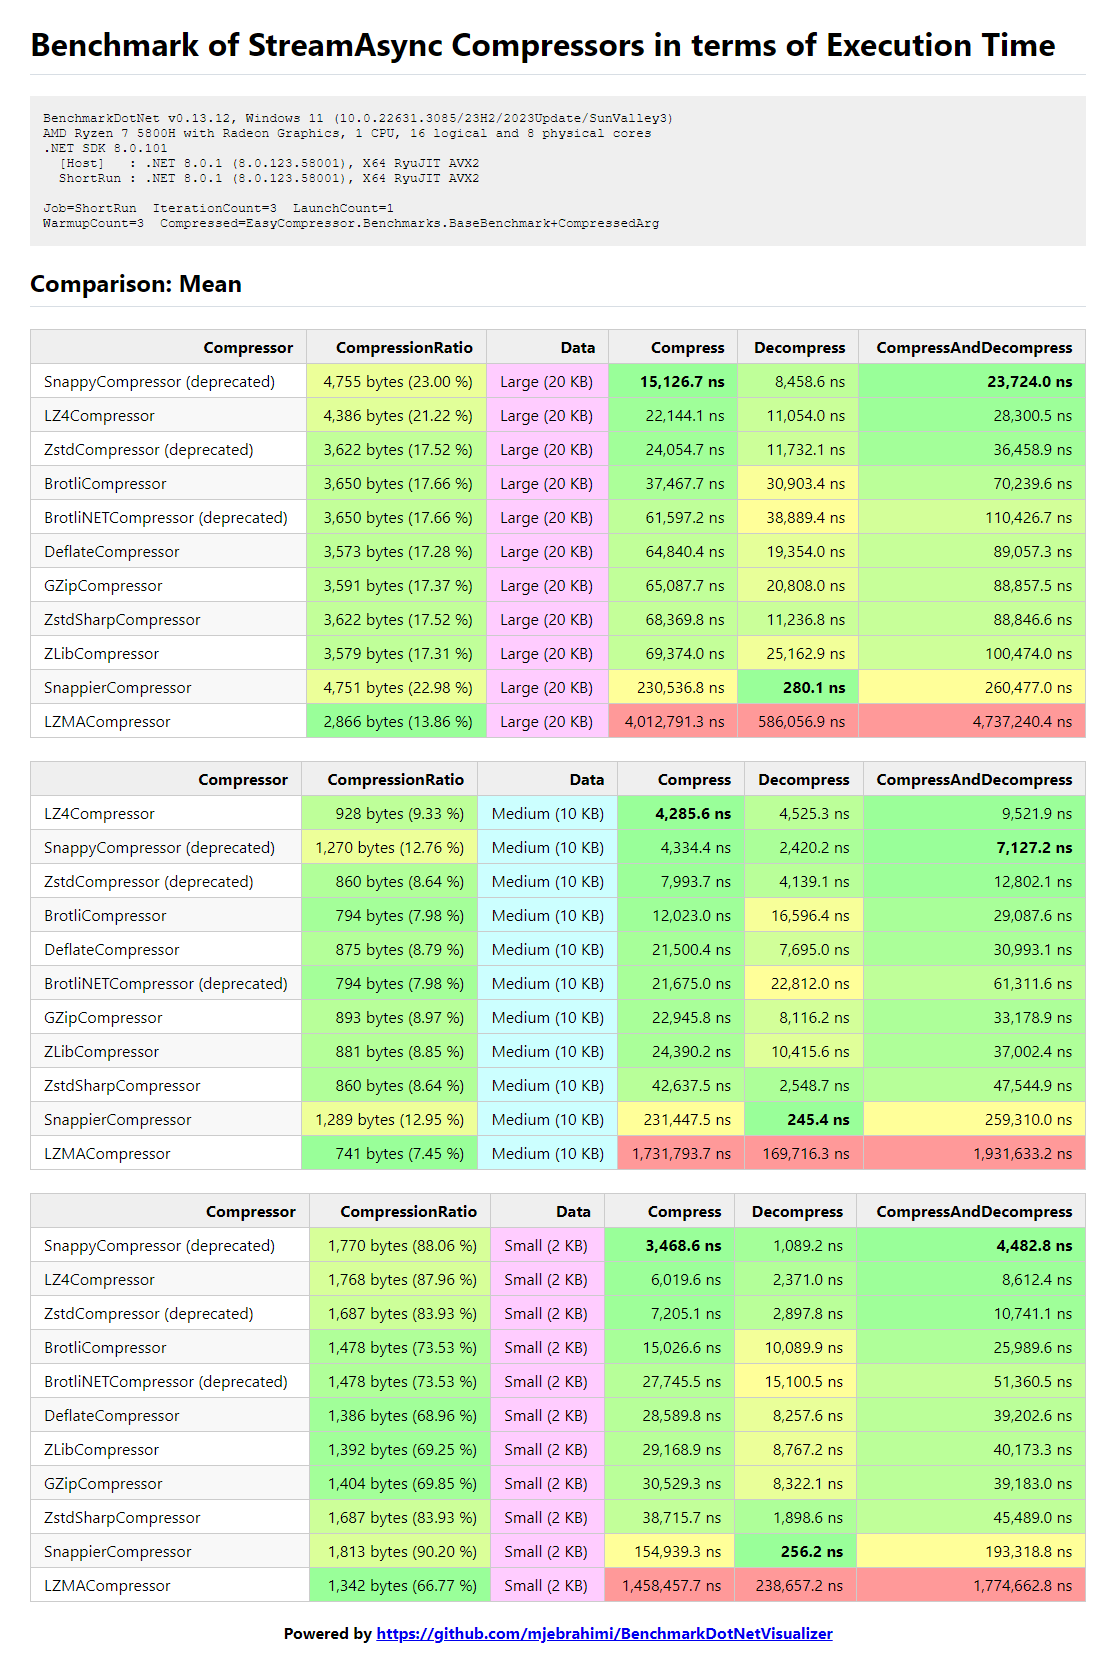 Benchmark of StreamAsync Compressors in terms of Execution Time
BenchmarkDotNet v0.13.12, Windows 11 (10.0.22631.3085/23H2/2023Update/SunValley3)
AMD Ryzen 7 5800H with Radeon Graphics, 1 CPU, 16 logical and 8 physical cores
.NET SDK 8.0.101
[Host]   : .NET 8.0.1 (8.0.123.58001), X64 RyuJIT AVX2
ShortRun : .NET 8.0.1 (8.0.123.58001), X64 RyuJIT AVX2
Job=ShortRun  IterationCount=3  LaunchCount=1
WarmupCount=3  Compressed=EasyCompressor.Benchmarks.BaseBenchmark+CompressedArg
Comparison: Mean
Compressor CompressionRatio Data Compress Decompress CompressAndDecompress
SnappyCompressor (deprecated) 4,755 bytes (23.00 %) Large (20 KB) 15,126.7 ns 8,458.6 ns 23,724.0 ns
LZ4Compressor 4,386 bytes (21.22 %) Large (20 KB) 22,144.1 ns 11,054.0 ns 28,300.5 ns
ZstdCompressor (deprecated) 3,622 bytes (17.52 %) Large (20 KB) 24,054.7 ns 11,732.1 ns 36,458.9 ns
BrotliCompressor 3,650 bytes (17.66 %) Large (20 KB) 37,467.7 ns 30,903.4 ns 70,239.6 ns
BrotliNETCompressor (deprecated) 3,650 bytes (17.66 %) Large (20 KB) 61,597.2 ns 38,889.4 ns 110,426.7 ns
DeflateCompressor 3,573 bytes (17.28 %) Large (20 KB) 64,840.4 ns 19,354.0 ns 89,057.3 ns
GZipCompressor 3,591 bytes (17.37 %) Large (20 KB) 65,087.7 ns 20,808.0 ns 88,857.5 ns
ZstdSharpCompressor 3,622 bytes (17.52 %) Large (20 KB) 68,369.8 ns 11,236.8 ns 88,846.6 ns
ZLibCompressor 3,579 bytes (17.31 %) Large (20 KB) 69,374.0 ns 25,162.9 ns 100,474.0 ns
SnappierCompressor 4,751 bytes (22.98 %) Large (20 KB) 230,536.8 ns 280.1 ns 260,477.0 ns
LZMACompressor 2,866 bytes (13.86 %) Large (20 KB) 4,012,791.3 ns 586,056.9 ns 4,737,240.4 ns
Compressor CompressionRatio Data Compress Decompress CompressAndDecompress
LZ4Compressor 928 bytes (9.33 %) Medium (10 KB) 4,285.6 ns 4,525.3 ns 9,521.9 ns
SnappyCompressor (deprecated) 1,270 bytes (12.76 %) Medium (10 KB) 4,334.4 ns 2,420.2 ns 7,127.2 ns
ZstdCompressor (deprecated) 860 bytes (8.64 %) Medium (10 KB) 7,993.7 ns 4,139.1 ns 12,802.1 ns
BrotliCompressor 794 bytes (7.98 %) Medium (10 KB) 12,023.0 ns 16,596.4 ns 29,087.6 ns
DeflateCompressor 875 bytes (8.79 %) Medium (10 KB) 21,500.4 ns 7,695.0 ns 30,993.1 ns
BrotliNETCompressor (deprecated) 794 bytes (7.98 %) Medium (10 KB) 21,675.0 ns 22,812.0 ns 61,311.6 ns
GZipCompressor 893 bytes (8.97 %) Medium (10 KB) 22,945.8 ns 8,116.2 ns 33,178.9 ns
ZLibCompressor 881 bytes (8.85 %) Medium (10 KB) 24,390.2 ns 10,415.6 ns 37,002.4 ns
ZstdSharpCompressor 860 bytes (8.64 %) Medium (10 KB) 42,637.5 ns 2,548.7 ns 47,544.9 ns
SnappierCompressor 1,289 bytes (12.95 %) Medium (10 KB) 231,447.5 ns 245.4 ns 259,310.0 ns
LZMACompressor 741 bytes (7.45 %) Medium (10 KB) 1,731,793.7 ns 169,716.3 ns 1,931,633.2 ns
Compressor CompressionRatio Data Compress Decompress CompressAndDecompress
SnappyCompressor (deprecated) 1,770 bytes (88.06 %) Small (2 KB) 3,468.6 ns 1,089.2 ns 4,482.8 ns
LZ4Compressor 1,768 bytes (87.96 %) Small (2 KB) 6,019.6 ns 2,371.0 ns 8,612.4 ns
ZstdCompressor (deprecated) 1,687 bytes (83.93 %) Small (2 KB) 7,205.1 ns 2,897.8 ns 10,741.1 ns
BrotliCompressor 1,478 bytes (73.53 %) Small (2 KB) 15,026.6 ns 10,089.9 ns 25,989.6 ns
BrotliNETCompressor (deprecated) 1,478 bytes (73.53 %) Small (2 KB) 27,745.5 ns 15,100.5 ns 51,360.5 ns
DeflateCompressor 1,386 bytes (68.96 %) Small (2 KB) 28,589.8 ns 8,257.6 ns 39,202.6 ns
ZLibCompressor 1,392 bytes (69.25 %) Small (2 KB) 29,168.9 ns 8,767.2 ns 40,173.3 ns
GZipCompressor 1,404 bytes (69.85 %) Small (2 KB) 30,529.3 ns 8,322.1 ns 39,183.0 ns
ZstdSharpCompressor 1,687 bytes (83.93 %) Small (2 KB) 38,715.7 ns 1,898.6 ns 45,489.0 ns
SnappierCompressor 1,813 bytes (90.20 %) Small (2 KB) 154,939.3 ns 256.2 ns 193,318.8 ns
LZMACompressor 1,342 bytes (66.77 %) Small (2 KB) 1,458,457.7 ns 238,657.2 ns 1,774,662.8 ns
Powered by https://github.com/mjebrahimi/BenchmarkDotNetVisualizer